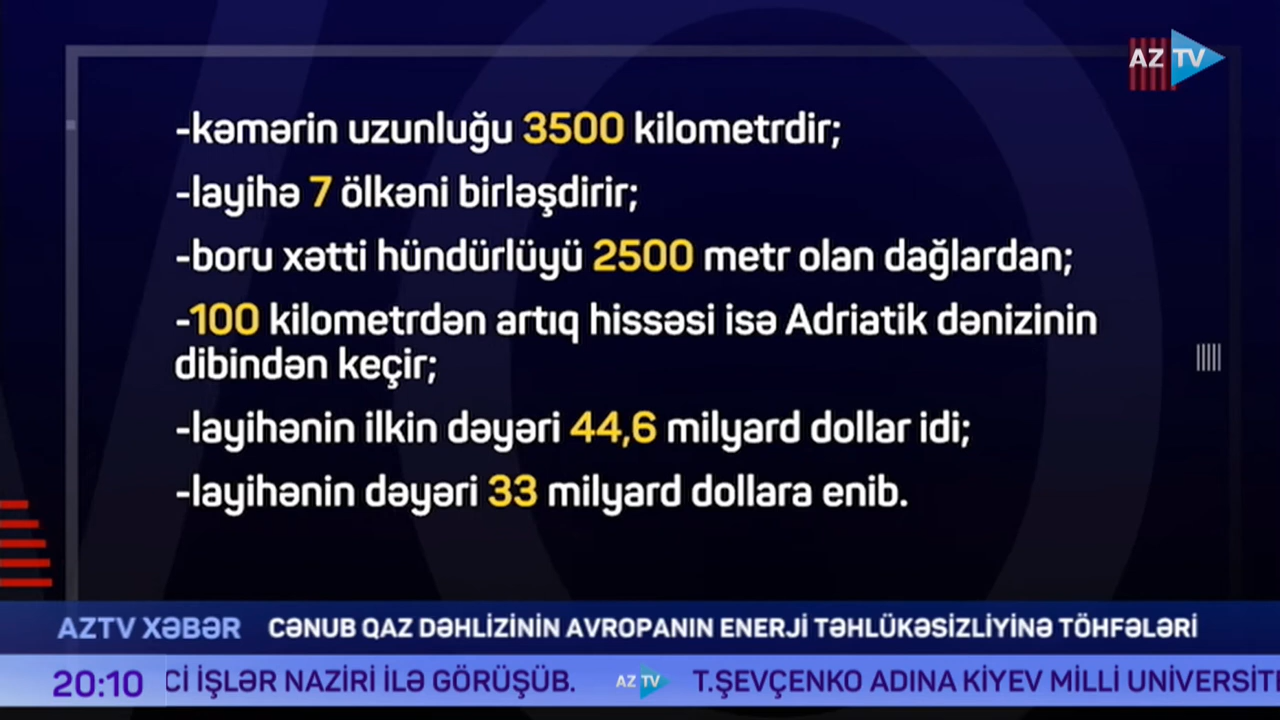 AZ TV
-kəmərin uzunluğu 3500 kilometrdir;
-layihə 7 ölkəni birləşdirir;
-boru xətti hündürlüyü 2500 metr olan dağlardan;
-100 kilometrdən artıq hissəsi isə Adriatik dənizinin
dibindən keçir;
-layihənin ilkin dəyəri 44,6 milyard dollar idi;
-layihənin dəyəri 33 milyard dollara enib.
AZTV XƏBƏR CƏNUB QAZ DƏHLİZİNİN AVROPANIN ENERJİ TƏHLÜKƏSİZLİYİNƏ TÖHFƏLƏRİ
20:10 Cİ İŞLƏR NAZİRİ İLƏ GÖRÜŞÜB. AZ TV T.ŞEVÇENKO ADINA KİYEV MİLLİ UNİVERSİTE